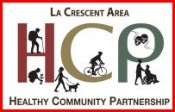 LA CRESCENT AREA
HCP
HEALTHY COMMUNITY PARTNERSHIP